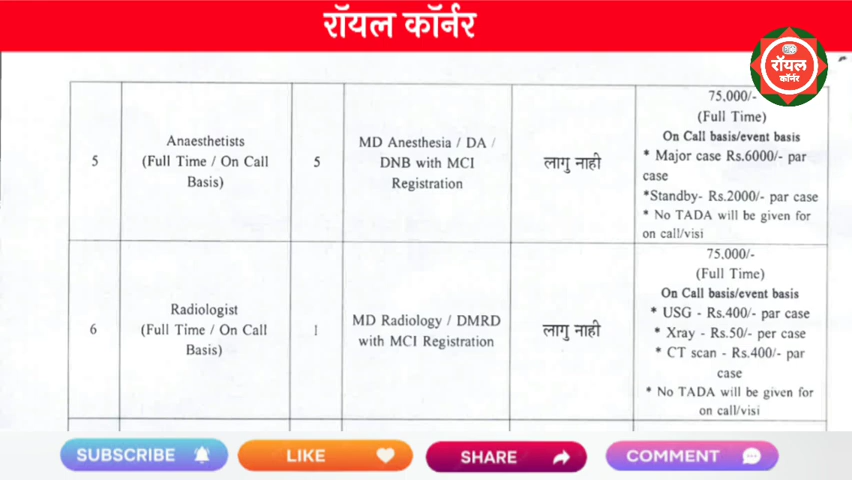 रॉयल कॉर्नर
रॉयल
कॉर्नर
5
Anaesthetists
(Full Time / On Call
Basis)
5
MD Anesthesia / DA /
DNB with MCI
Registration
लागु नाही
75,000/-
(Full Time)
On Call basis/event basis
* Major case Rs.6000/- par
case
*Standby- Rs.2000/- par case
* No TADA will be given for
on call/visi
6
Radiologist
(Full Time / On Call
Basis)
1
MD Radiology / DMRD
with MCI Registration
लागु नाही
75,000/-
(Full Time)
On Call basis/event basis
* USG - Rs.400/- par case
* Xray - Rs.50/- per case
* CT scan - Rs.400/- par
case
* No TADA will be given for
on call/visi
SUBSCRIBE
LIKE
SHARE
COMMENT